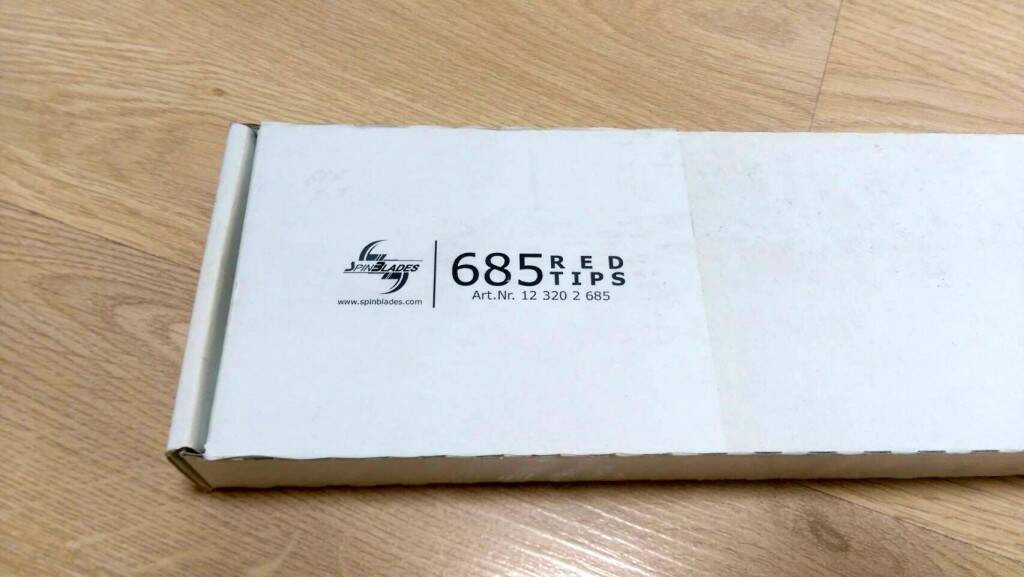 SPINBLADES
www.spinblades.com
685 RED
TIPS
Art.Nr. 12 320 2 685